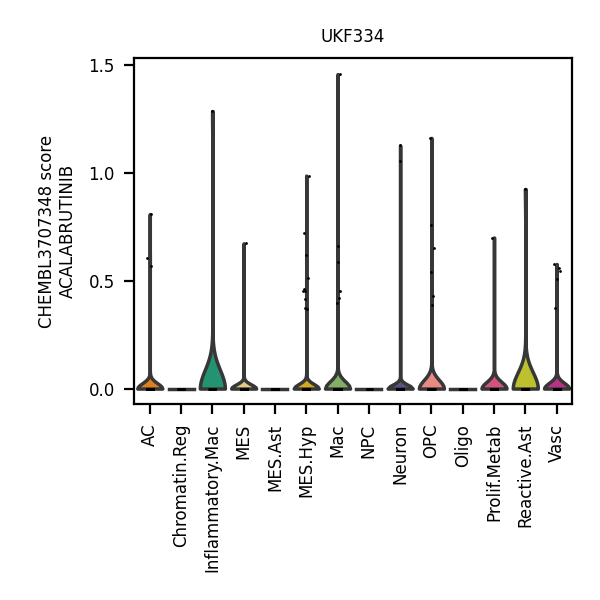 UKF334
CHEMBL3707348 score
ACALABRUTINIB
1.5
1.0
0.5
0.0
AC
Chromatin.Reg
Inflammatory.Mac
MES
MES.Ast
MES.Hyp
Mac
NPC
Neuron
OPC
Oligo
Prolif.Metab
Reactive.Ast
Vasc